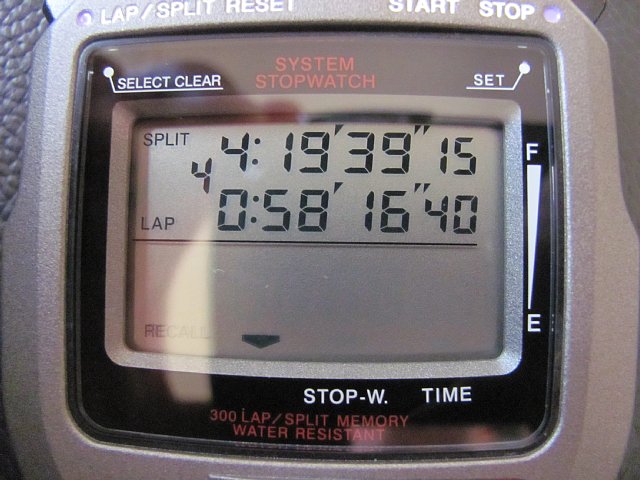 LAP/SPLIT RESET START STOP
SYSTEM
STOPWATCH
SELECT CLEAR SET
SPLIT 4:19'39"15
4
LAP 0:58'16"40
F
E
RECALL
STOP-W. TIME
300 LAP/SPLIT MEMORY
WATER RESISTANT